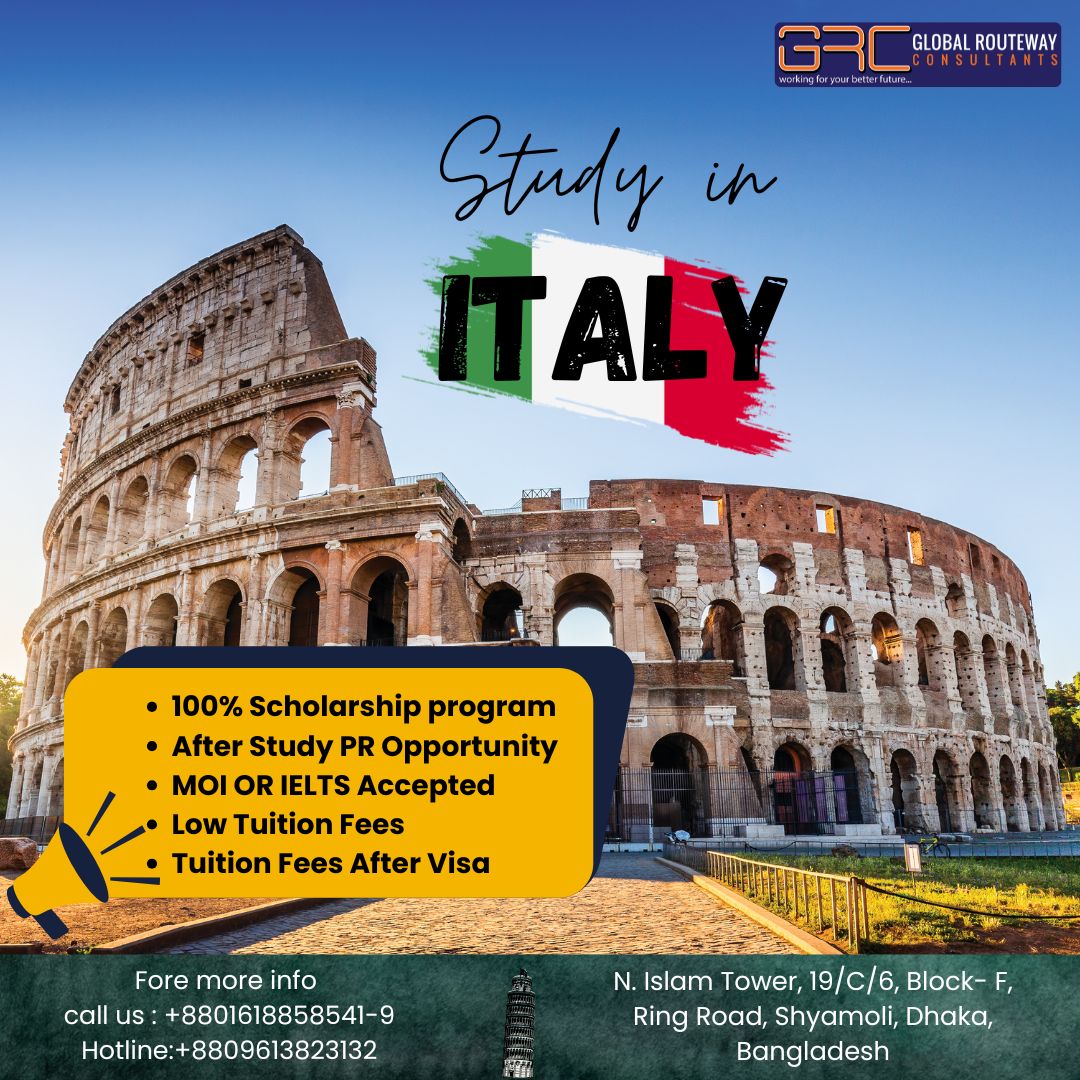 GRC GLOBAL ROUTEWAY
CONSULTANTS
working for your better future...
Study in
ITALY
• 100% Scholarship program
• After Study PR Opportunity
• MOI OR IELTS Accepted
• Low Tuition Fees
• Tuition Fees After Visa
Fore more info
call us : +8801618858541-9
Hotline:+8809613823132
N. Islam Tower, 19/C/6, Block- F,
Ring Road, Shyamoli, Dhaka,
Bangladesh